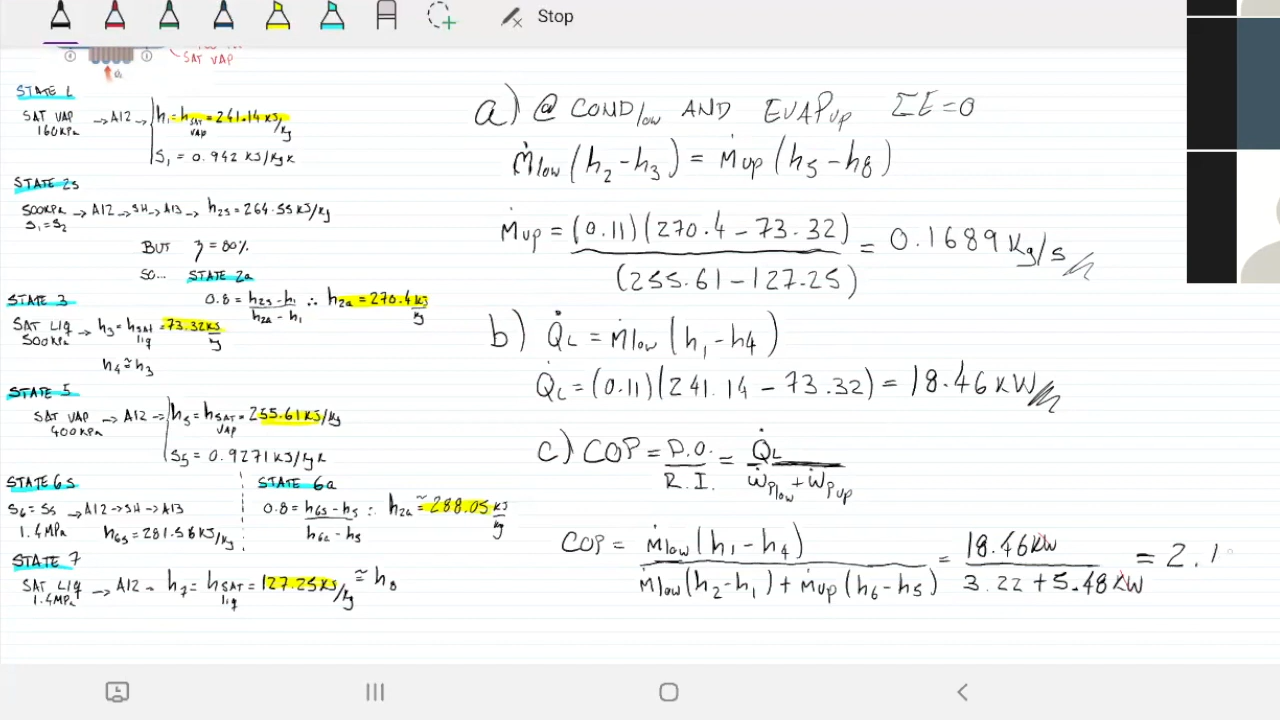 Stop
SAT VAP
STATE 1
SAT VAP
160KPa → A12 → h1 = hSAT VAP = 241.14 KJ/Kg
S1 = 0.942 KJ/KgK
STATE 2s
500KPa → A12 → SH → A13 → h2s = 264.55 KJ/Kg
S1 = S2
BUT η = 80%
SO... STATE 2a
0.8 = h2s - h1 / h2a - h1 ∴ h2a = 270.4 KJ/Kg
STATE 3
SAT LIQ
500KPa → h3 = hSAT liq = 73.32 KJ/Kg
h4 ≈ h3
STATE 5
SAT VAP
400KPa → A12 → h5 = hSAT VAP = 255.61 KJ/Kg
S5 = 0.9271 KJ/KgK
STATE 6s
S6 = S5 → A12 → SH → A13
1.4MPa h6s = 281.56 KJ/Kg
STATE 6a
0.8 = h6s - h5 / h6a - h5 ∴ h2a ≈ 288.05 KJ/Kg
STATE 7
SAT LIQ
1.4MPa → A12 → h7 = hSAT liq = 127.25 KJ/Kg ≈ h8
a) @ CONDlow AND EVAPup ΣE = 0
ṁlow (h2 - h3) = ṁup (h5 - h8)
ṁup = (0.11)(270.4 - 73.32) / (255.61 - 127.25) = 0.1689 Kg/s
b) Q̇L = ṁlow (h1 - h4)
Q̇L = (0.11)(241.14 - 73.32) = 18.46 KW
c) COP = D.O. / R.I. = Q̇L / ẆPlow + ẆPup
COP = ṁlow (h1 - h4) / ṁlow (h2 - h1) + ṁup (h6 - h5) = 18.46 KW / 3.22 + 5.48 KW = 2.1